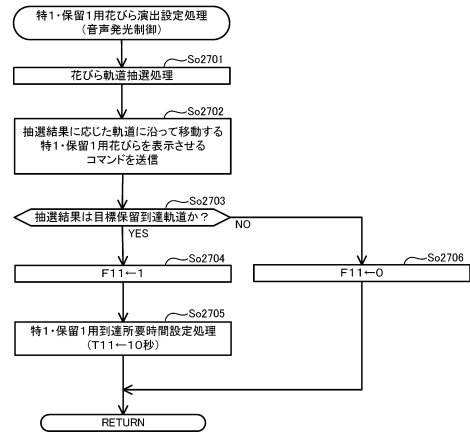 特1・保留1用花びら演出設定処理
(音声発光制御)
So2701
花びら軌道抽選処理
So2702
抽選結果に応じた軌道に沿って移動する
特1・保留1用花びらを表示させる
コマンドを送信
So2703
抽選結果は目標保留到達軌道か?
YES
NO
So2704
F11←1
So2706
F11←0
So2705
特1・保留1用到達所要時間設定処理
(T11←10秒)
RETURN